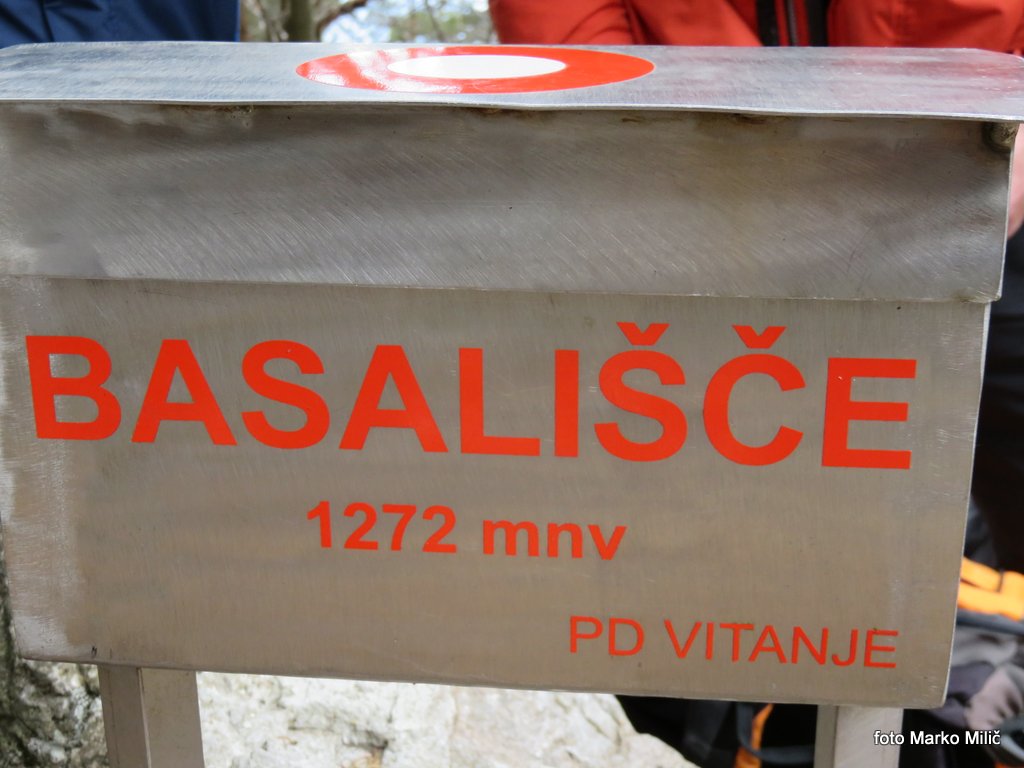 BASALIŠČE
1272 mnv
PD VITANJE
foto Marko Milič